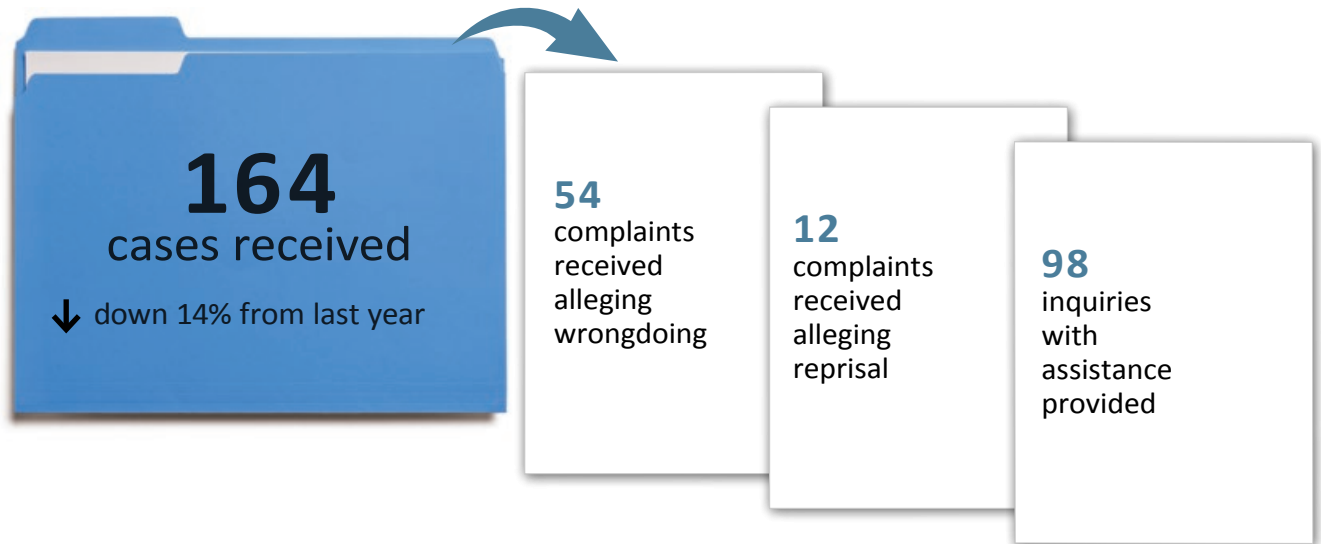 164
cases received
↓ down 14% from last year
54
complaints
received
alleging
wrongdoing
12
complaints
received
alleging
reprisal
98
inquiries
with
assistance
provided